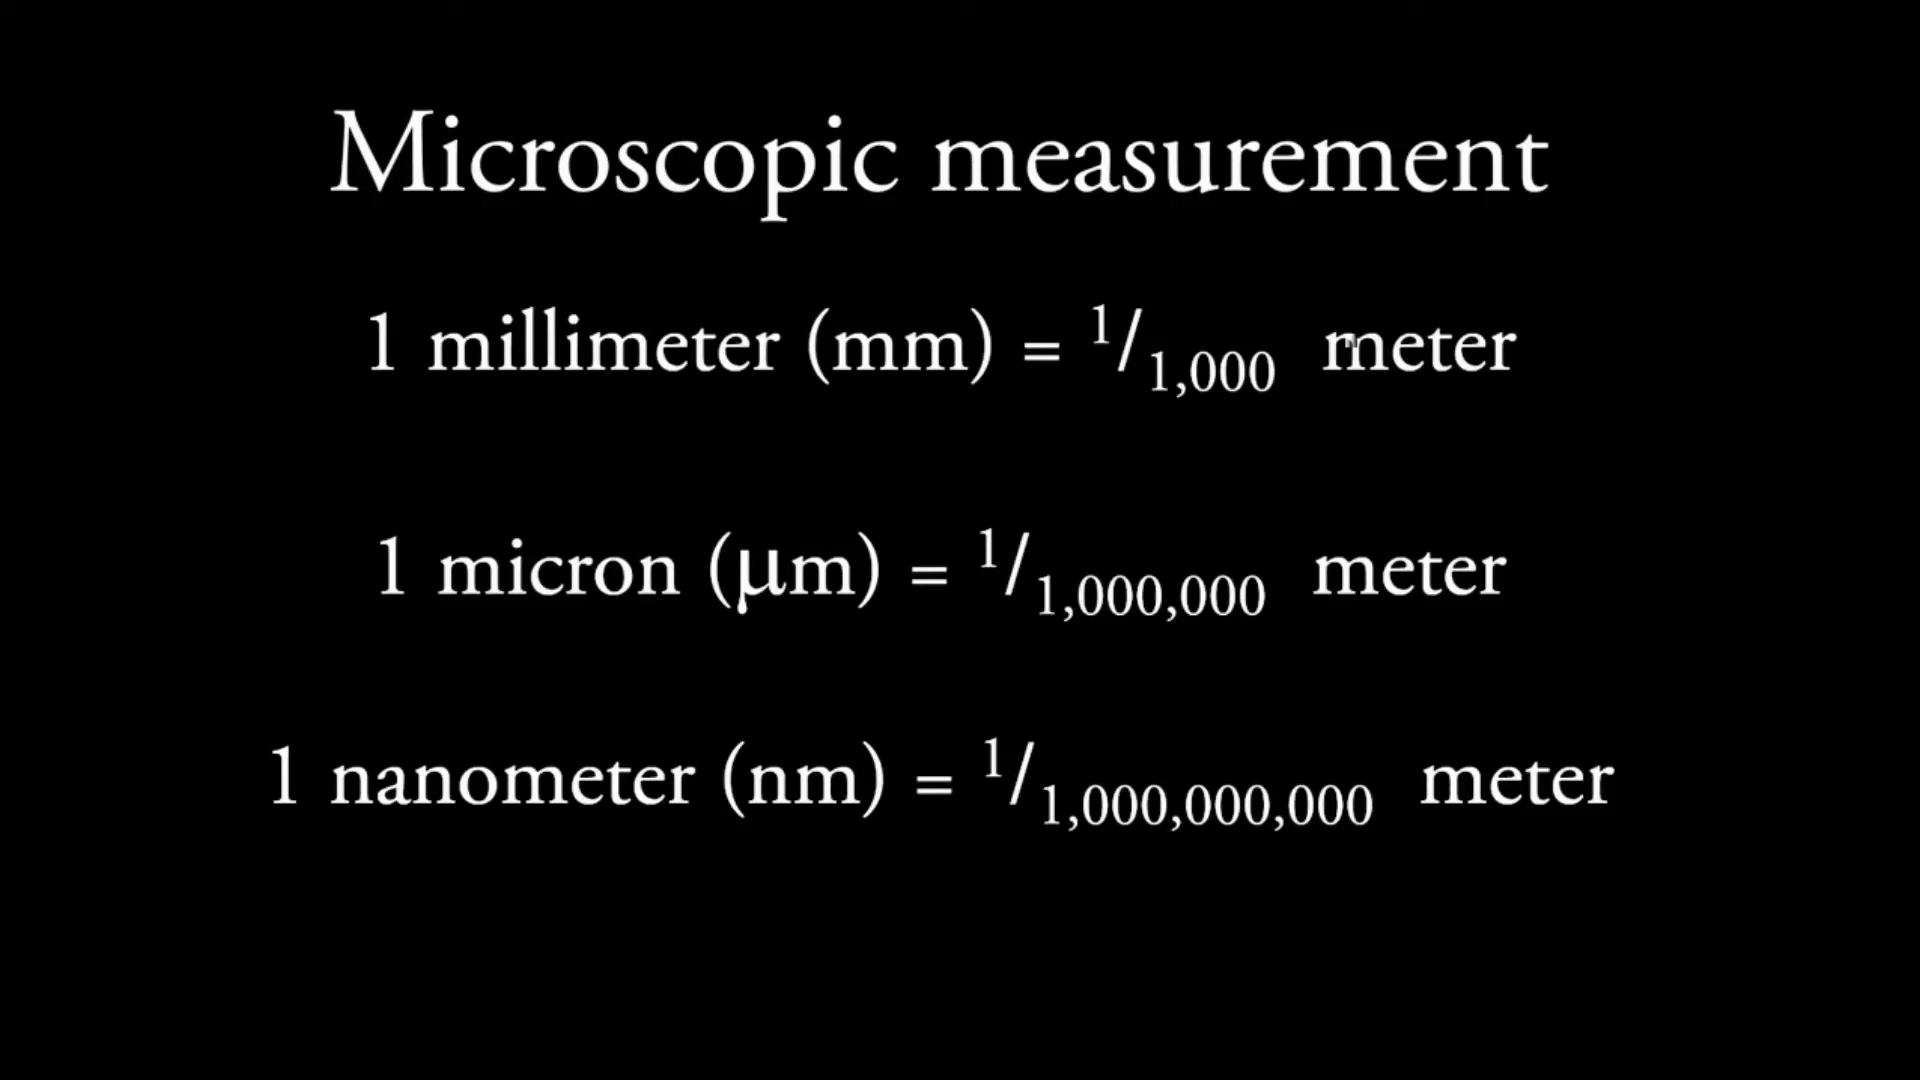 Microscopic measurement
1 millimeter (mm) = ¹/₁,₀₀₀ meter
1 micron (µm) = ¹/₁,₀₀₀,₀₀₀ meter
1 nanometer (nm) = ¹/₁,₀₀₀,₀₀₀,₀₀₀ meter